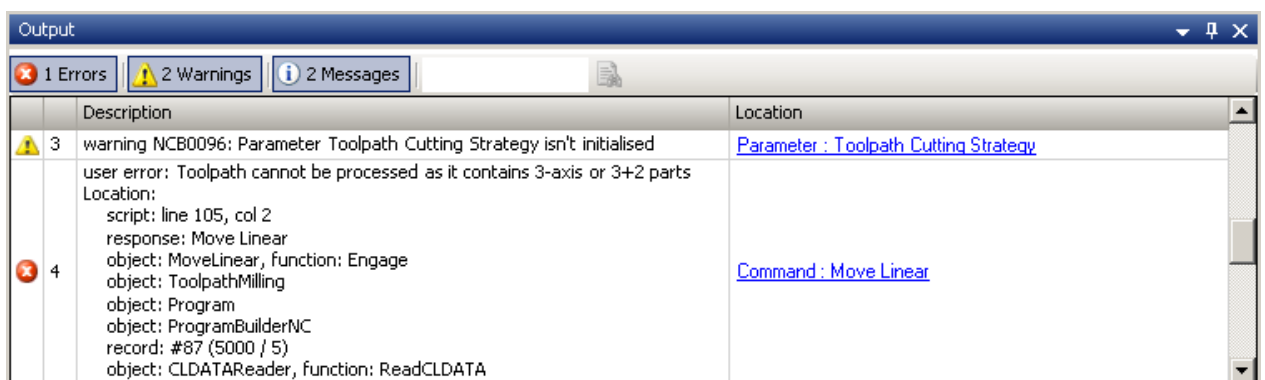 Output
1 Errors 2 Warnings 2 Messages
Description Location
3 warning NCB0096: Parameter Toolpath Cutting Strategy isn't initialised Parameter : Toolpath Cutting Strategy
user error: Toolpath cannot be processed as it contains 3-axis or 3+2 parts
Location:
script: line 105, col 2
response: Move Linear
object: MoveLinear, function: Engage
4 Command : Move Linear
object: ToolpathMilling
object: Program
object: ProgramBuilderNC
record: #87 (5000 / 5)
object: CLDATAReader, function: ReadCLDATA